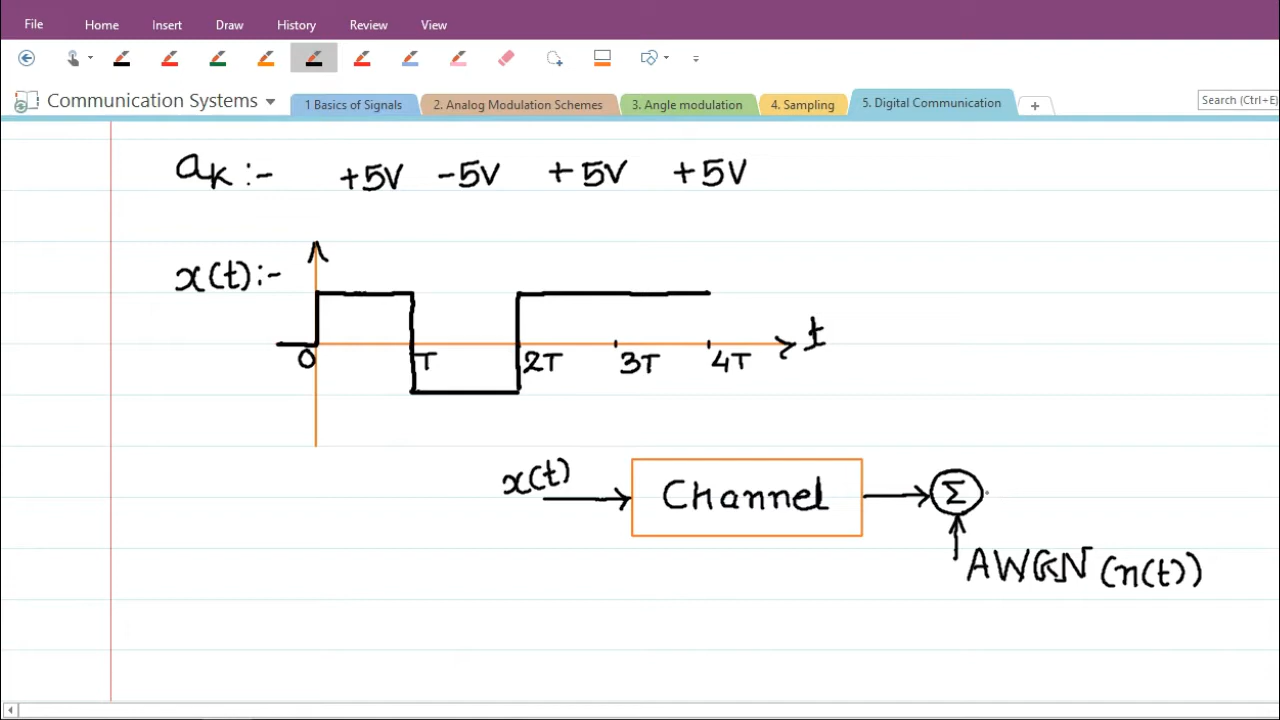 File Home Insert Draw History Review View
Communication Systems 1 Basics of Signals 2. Analog Modulation Schemes 3. Angle modulation 4. Sampling 5. Digital Communication + Search (Ctrl+E)
aK :- +5V -5V +5V +5V
x(t) :-
t
0 T 2T 3T 4T
x(t) Channel Σ
AWGN (n(t))